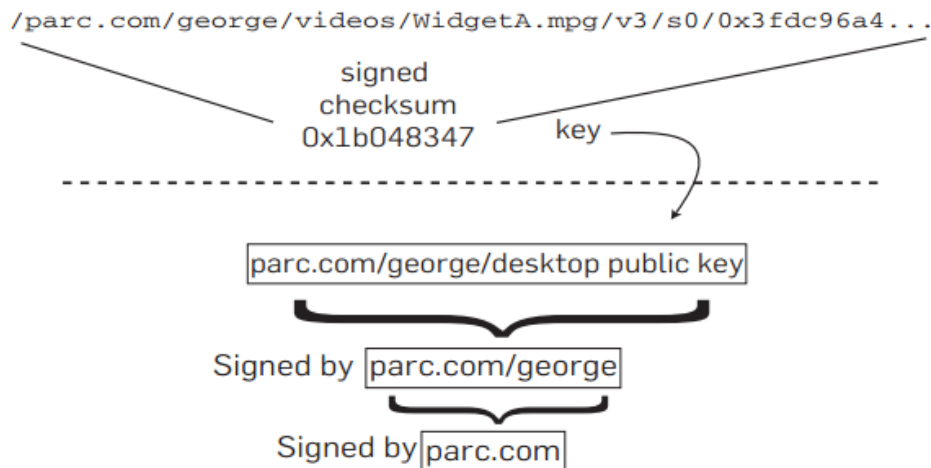 /parc.com/george/videos/WidgetA.mpg/v3/s0/0x3fdc96a4...
signed
checksum
0x1b048347
key
parc.com/george/desktop public key
Signed by parc.com/george
Signed by parc.com